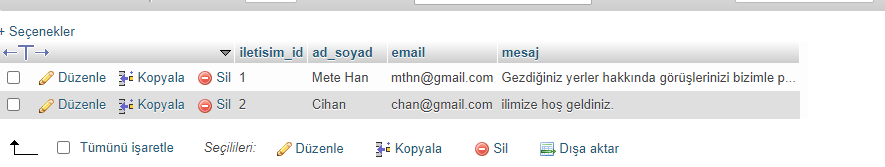 + Seçenekler
iletisim_id ad_soyad email mesaj
Düzenle Kopyala Sil 1 Mete Han mthn@gmail.com Gezdiğiniz yerler hakkında görüşlerinizi bizimle p...
Düzenle Kopyala Sil 2 Cihan chan@gmail.com ilimize hoş geldiniz.
Tümünü işaretle Seçilileri: Düzenle Kopyala Sil Dışa aktar